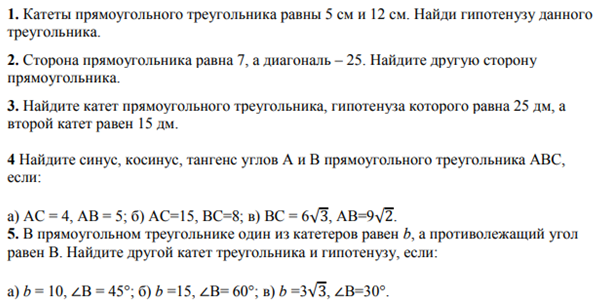 1. Катеты прямоугольного треугольника равны 5 см и 12 см. Найди гипотенузу данного
треугольника.
2. Сторона прямоугольника равна 7, а диагональ – 25. Найдите другую сторону
прямоугольника.
3. Найдите катет прямоугольного треугольника, гипотенуза которого равна 25 дм, а
второй катет равен 15 дм.
4 Найдите синус, косинус, тангенс углов А и В прямоугольного треугольника АВС,
если:
а) АС = 4, АВ = 5; б) АС=15, ВС=8; в) ВС = 6√3, АВ=9√2.
5. В прямоугольном треугольнике один из катетеров равен b, а противолежащий угол
равен В. Найдите другой катет треугольника и гипотенузу, если:
а) b = 10, ∠В = 45°; б) b =15, ∠В= 60°; в) b =3√3, ∠В=30°.